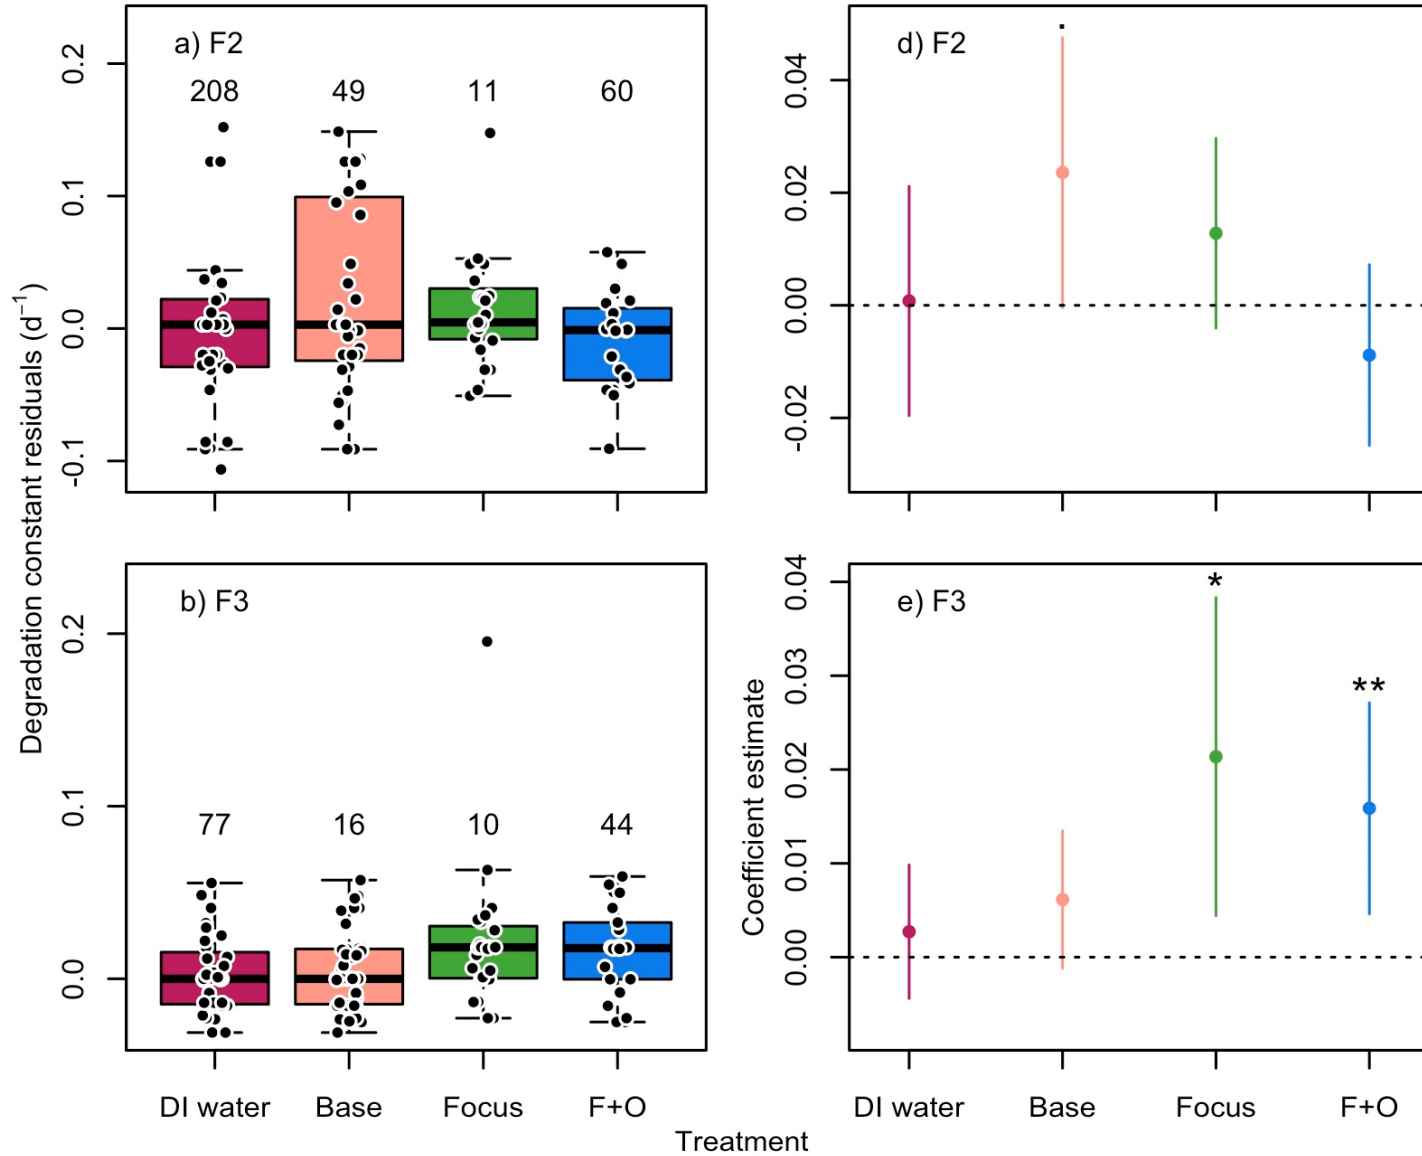 Degradation constant residuals (d⁻¹)
a) F2
208 49 11 60
0.2
0.1
0.0
-0.1
d) F2
.
0.04
0.02
0.00
-0.02
b) F3
77 16 10 44
0.2
0.1
0.0
DI water Base Focus F+O
Coefficient estimate
e) F3
*
**
0.04
0.03
0.02
0.01
0.00
DI water Base Focus F+O
Treatment